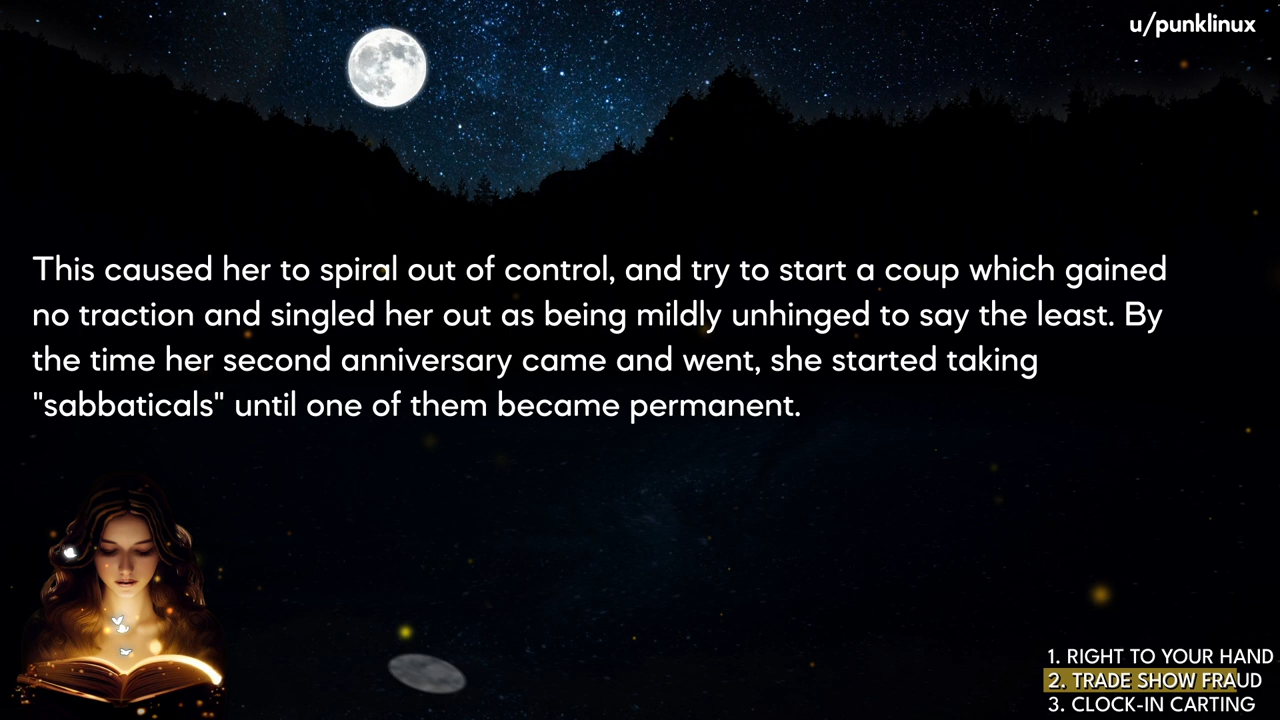 u/punklinux
This caused her to spiral out of control, and try to start a coup which gained
no traction and singled her out as being mildly unhinged to say the least. By
the time her second anniversary came and went, she started taking
"sabbaticals" until one of them became permanent.
1. RIGHT TO YOUR HAND
2. TRADE SHOW FRAUD
3. CLOCK-IN CARTING